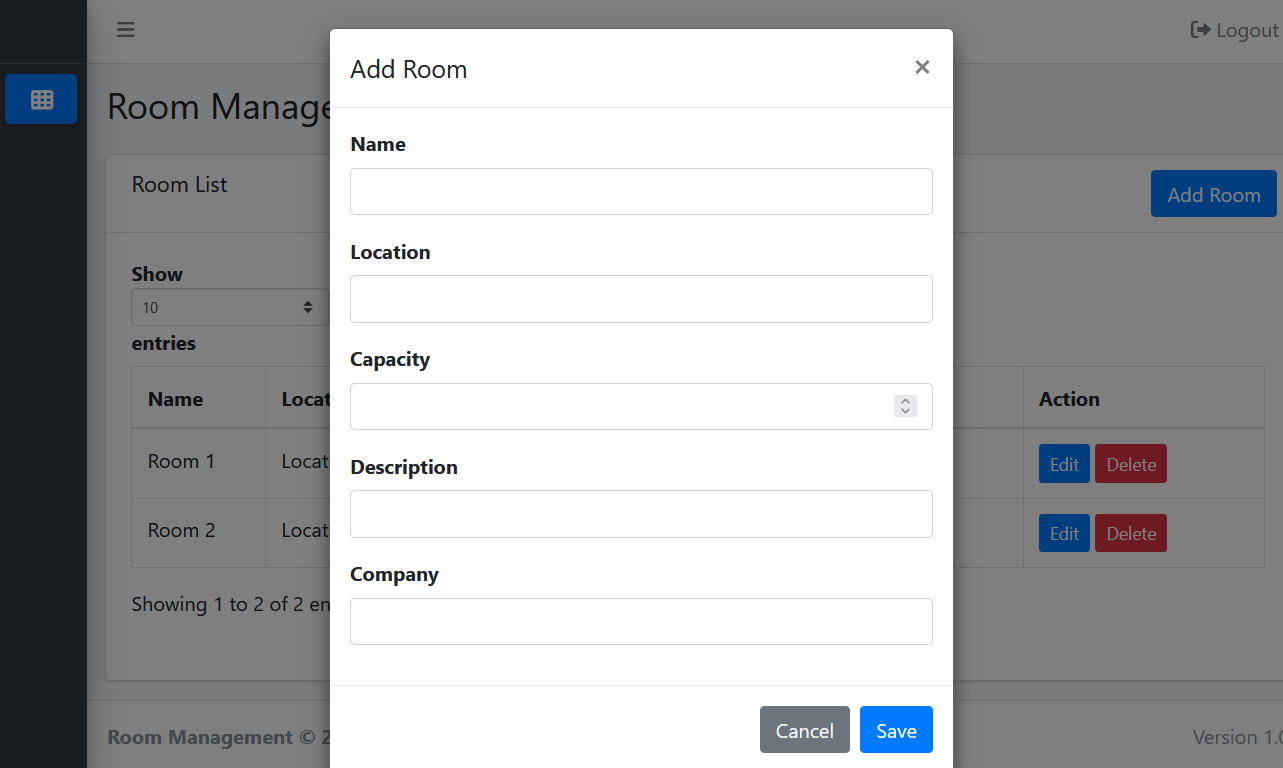 Logout
Add Room
×
Room Manage
Name
Room List
Add Room
Location
Show
10
entries
Capacity
Name
Locat
Action
Room 1
Locat
Edit
Delete
Description
Room 2
Locat
Edit
Delete
Company
Showing 1 to 2 of 2 en
Cancel
Save
Room Management © 2
Version 1.0